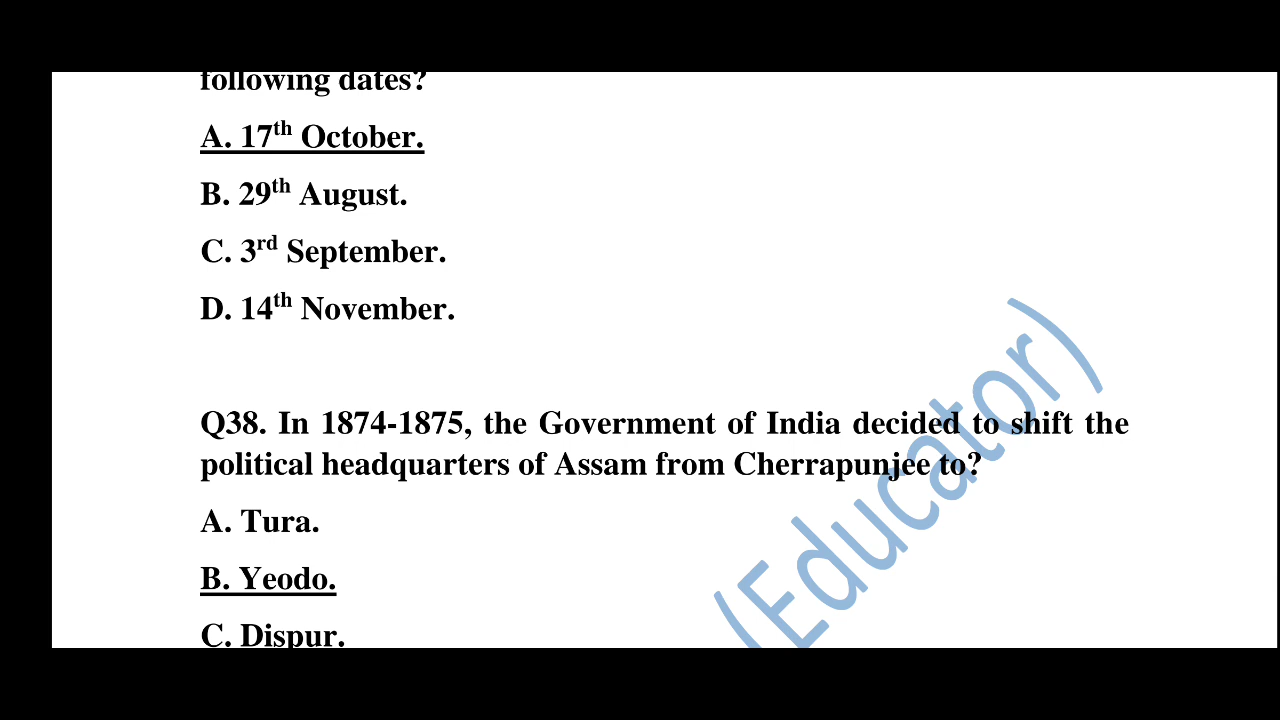 following dates?
A. 17th October.
B. 29th August.
C. 3rd September.
D. 14th November.
Q38. In 1874-1875, the Government of India decided to shift the
political headquarters of Assam from Cherrapunjee to?
A. Tura.
B. Yeodo.
C. Dispur.
(Educator)